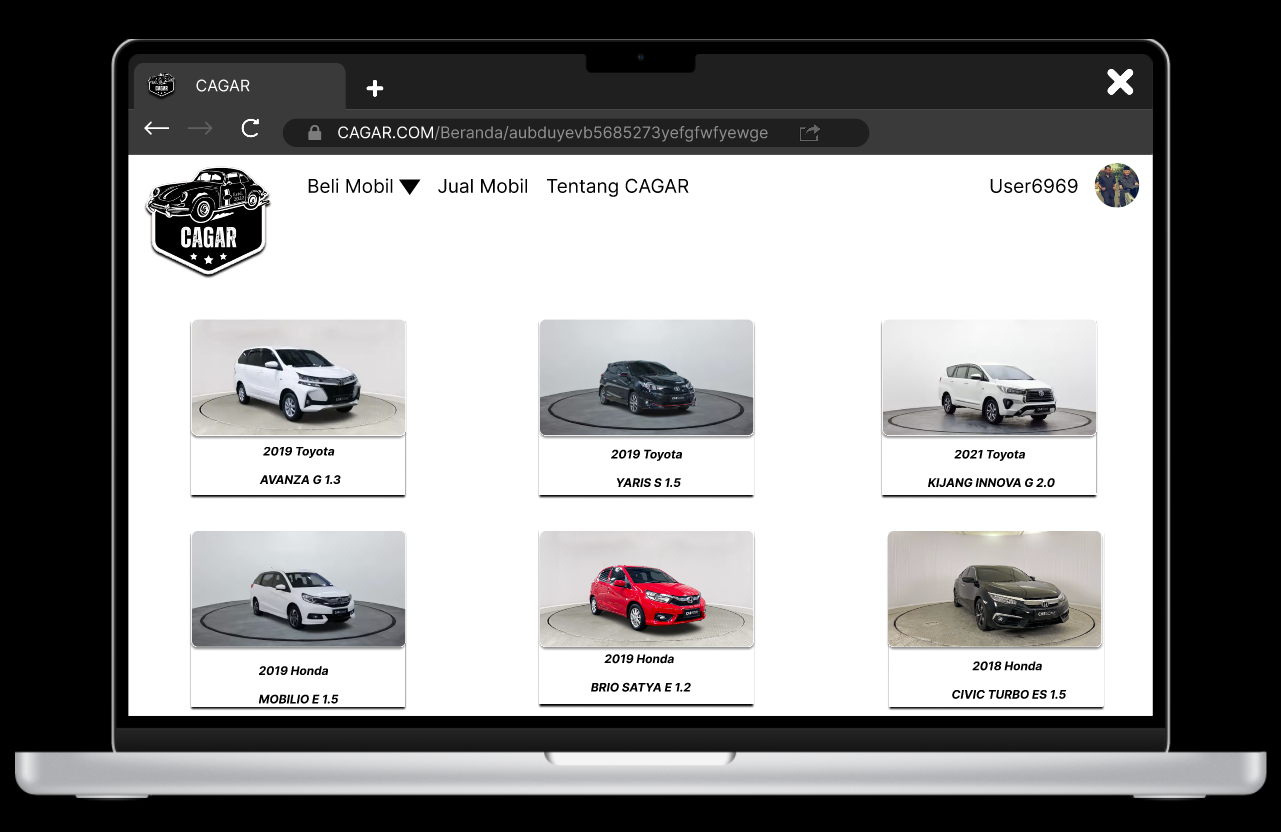 CAGAR
CAGAR
CAGAR.COM/Beranda/aubduyevb5685273yefgfwfyewge
Beli Mobil Jual Mobil Tentang CAGAR User6969
CAGAR
2019 Toyota
AVANZA G 1.3
2019 Toyota
YARIS S 1.5
2021 Toyota
KIJANG INNOVA G 2.0
2019 Honda
MOBILIO E 1.5
2019 Honda
BRIO SATYA E 1.2
2018 Honda
CIVIC TURBO ES 1.5